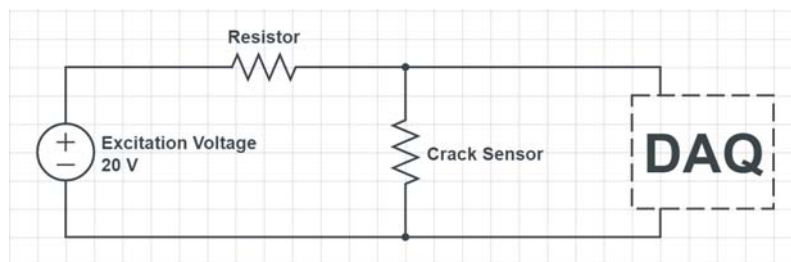 Resistor
+
−
Excitation Voltage
20 V
Crack Sensor
DAQ